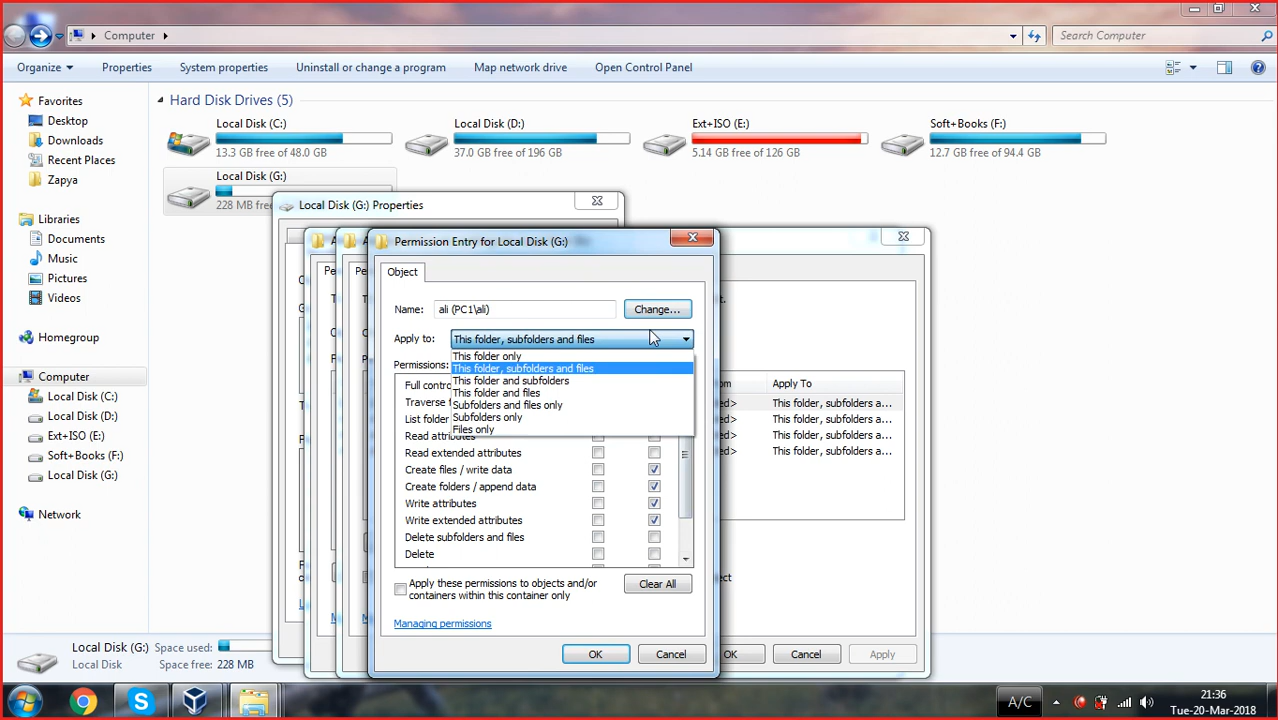 Computer
Search Computer
Organize
Properties
System properties
Uninstall or change a program
Map network drive
Open Control Panel
Favorites
Desktop
Downloads
Recent Places
Zapya
Libraries
Documents
Music
Pictures
Videos
Homegroup
Computer
Local Disk (C:)
Local Disk (D:)
Ext+ISO (E:)
Soft+Books (F:)
Local Disk (G:)
Network
Hard Disk Drives (5)
Local Disk (C:)
13.3 GB free of 48.0 GB
Local Disk (D:)
37.0 GB free of 196 GB
Ext+ISO (E:)
5.14 GB free of 126 GB
Soft+Books (F:)
12.7 GB free of 94.4 GB
Local Disk (G:)
228 MB free
Local Disk (G:) Properties
Permission Entry for Local Disk (G:)
Object
Name:
ali (PC1\ali)
Change...
Apply to:
This folder, subfolders and files
This folder only
This folder, subfolders and files
This folder and subfolders
This folder and files
Subfolders and files only
Subfolders only
Files only
Permissions:
Full contr
Traverse
List folder
Read attributes
Read extended attributes
Create files / write data
Create folders / append data
Write attributes
Write extended attributes
Delete subfolders and files
Delete
Apply these permissions to objects and/or
containers within this container only
Clear All
Managing permissions
OK
Cancel
Apply To
This folder, subfolders a...
This folder, subfolders a...
This folder, subfolders a...
This folder, subfolders a...
OK
Cancel
Apply
Local Disk (G:)
Space used:
Local Disk
Space free:
228 MB
A/C
21:36
Tue-20-Mar-2018